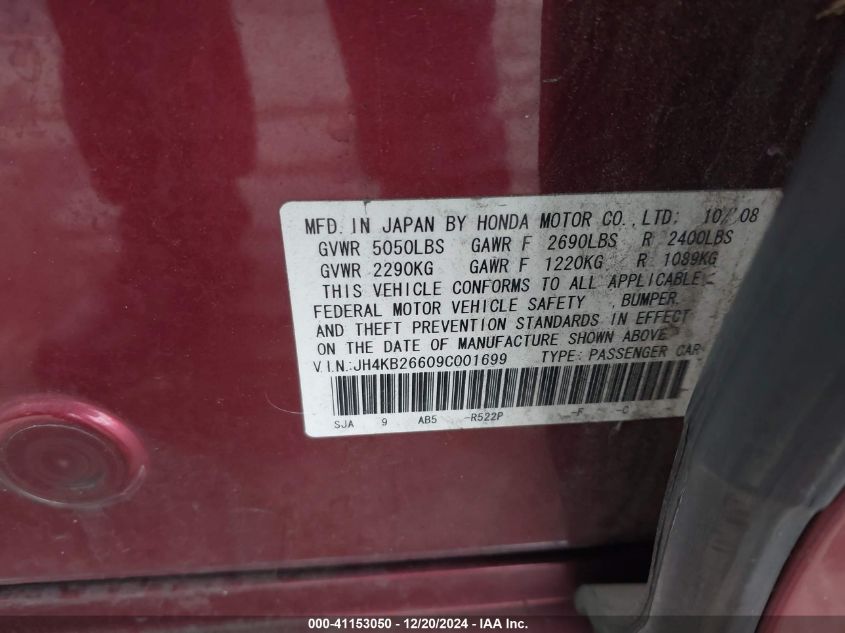 MFD. IN JAPAN BY HONDA MOTOR CO., LTD. 10/'08
GVWR 5050LBS GAWR F 2690LBS R 2400LBS
GVWR 2290KG GAWR F 1220KG R 1089KG
THIS VEHICLE CONFORMS TO ALL APPLICABLE
FEDERAL MOTOR VEHICLE SAFETY , BUMPER,
AND THEFT PREVENTION STANDARDS IN EFFECT
ON THE DATE OF MANUFACTURE SHOWN ABOVE
V.I.N.:JH4KB26609C001699 TYPE: PASSENGER CAR
SJA 9 AB5 -R522P -F -C
000-41153050 - 12/20/2024 - IAA Inc.